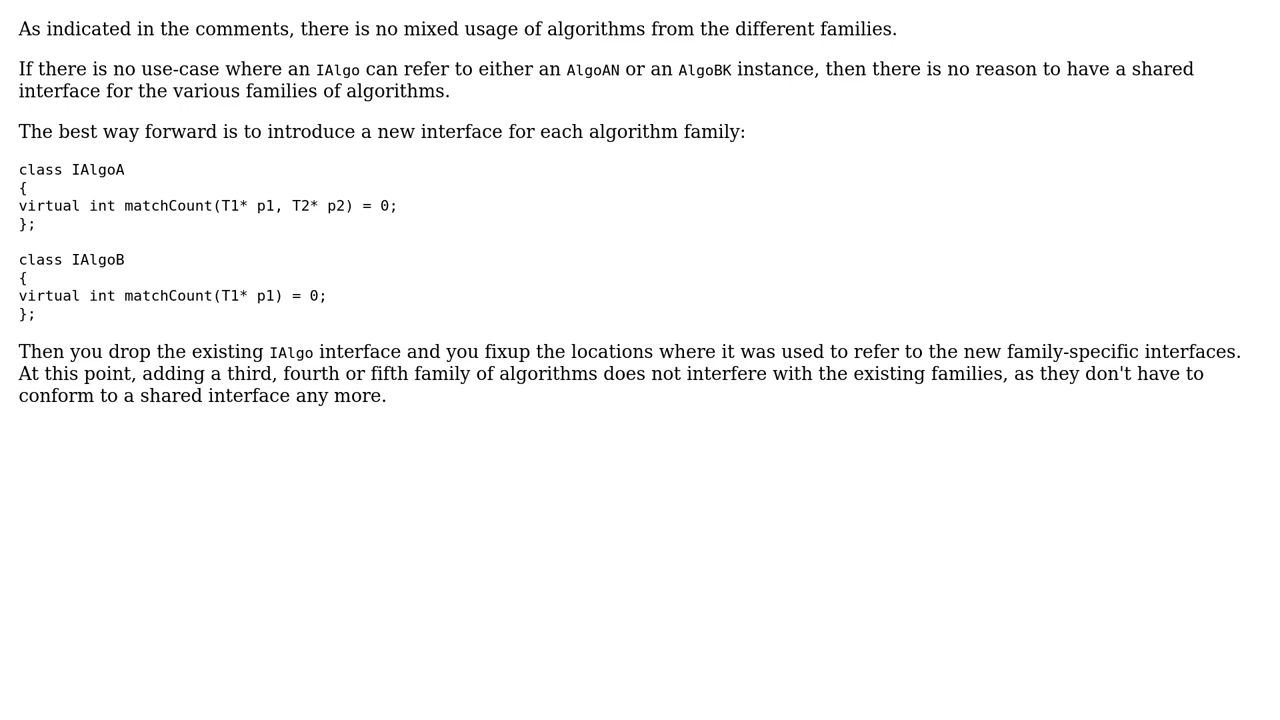 As indicated in the comments, there is no mixed usage of algorithms from the different families.
If there is no use-case where an IAlgo can refer to either an AlgoAN or an AlgoBK instance, then there is no reason to have a shared
interface for the various families of algorithms.
The best way forward is to introduce a new interface for each algorithm family:
class IAlgoA
{
virtual int matchCount(T1* p1, T2* p2) = 0;
};
class IAlgoB
{
virtual int matchCount(T1* p1) = 0;
};
Then you drop the existing IAlgo interface and you fixup the locations where it was used to refer to the new family-specific interfaces.
At this point, adding a third, fourth or fifth family of algorithms does not interfere with the existing families, as they don't have to
conform to a shared interface any more.